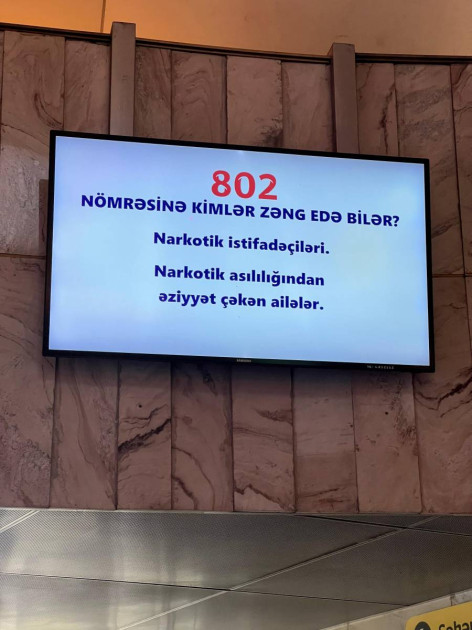 802
NÖMRƏSİNƏ KİMLƏR ZƏNG EDƏ BİLƏR?
Narkotik istifadəçiləri.
Narkotik asılılığından
əziyyət çəkən ailələr.